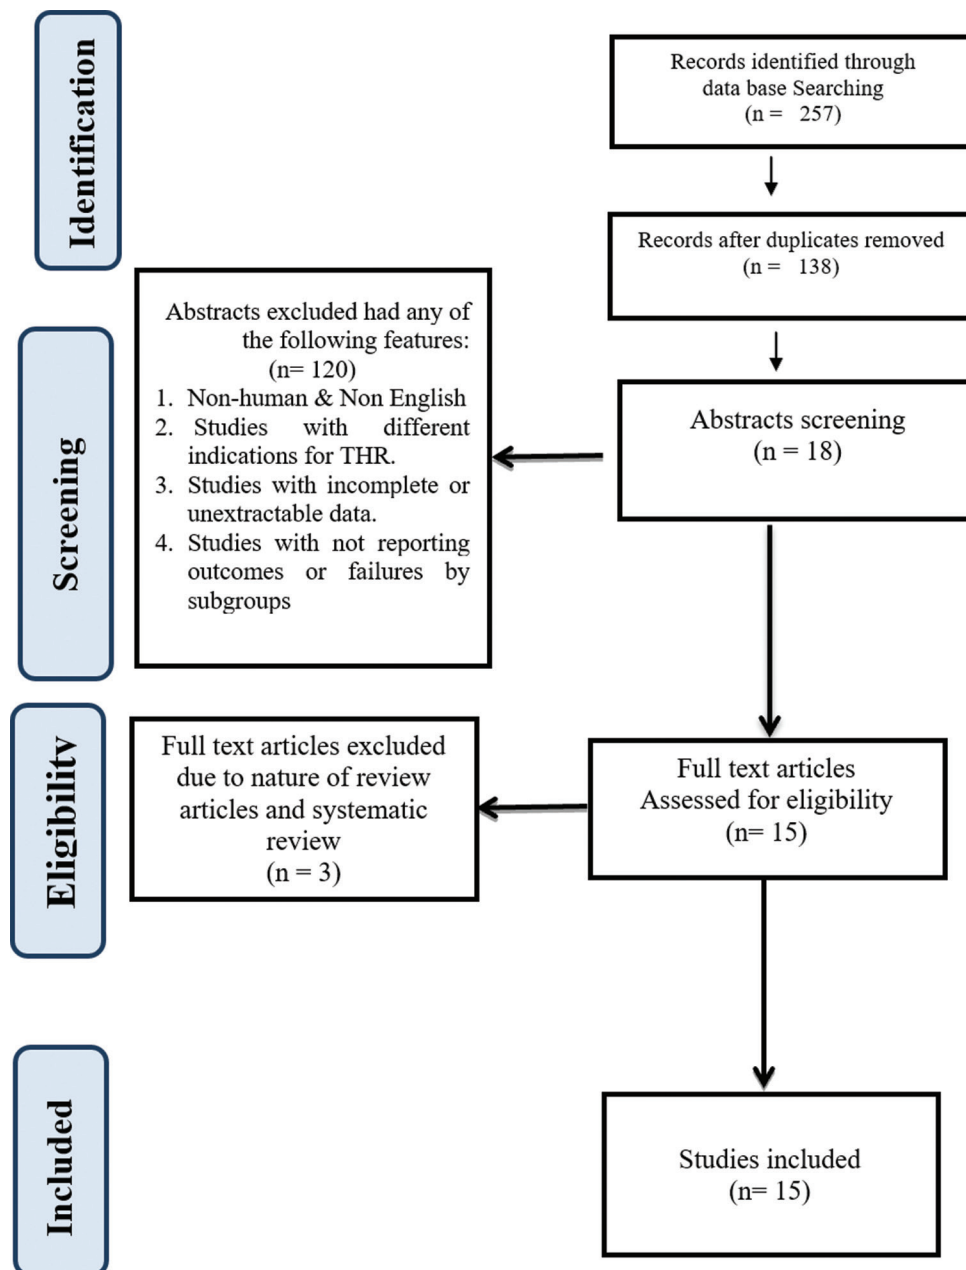 Identification
Records identified through
data base Searching
(n = 257)
Records after duplicates removed
(n = 138)
Screening
Abstracts excluded had any of
the following features:
(n= 120)
1. Non-human & Non English
2. Studies with different
indications for THR.
3. Studies with incomplete or
unextractable data.
4. Studies with not reporting
outcomes or failures by
subgroups
Abstracts screening
(n = 18)
Eligibility
Full text articles excluded
due to nature of review
articles and systematic
review
(n = 3)
Full text articles
Assessed for eligibility
(n= 15)
Included
Studies included
(n= 15)